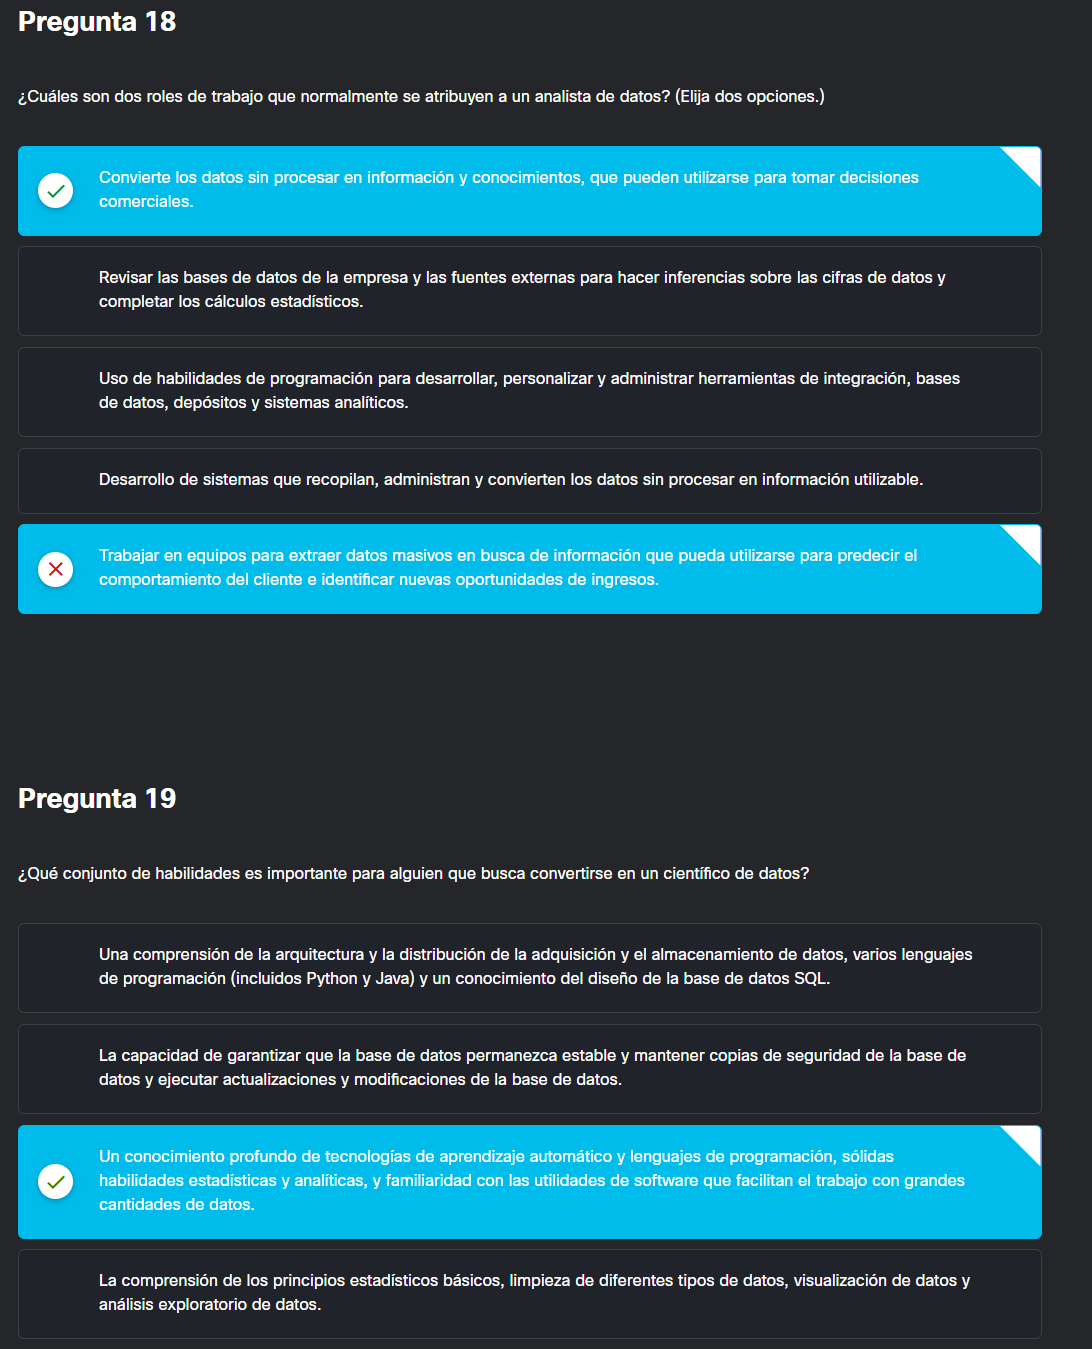 Pregunta 18
¿Cuáles son dos roles de trabajo que normalmente se atribuyen a un analista de datos? (Elija dos opciones.)
Convierte los datos sin procesar en información y conocimientos, que pueden utilizarse para tomar decisiones
comerciales.
Revisar las bases de datos de la empresa y las fuentes externas para hacer inferencias sobre las cifras de datos y
completar los cálculos estadísticos.
Uso de habilidades de programación para desarrollar, personalizar y administrar herramientas de integración, bases
de datos, depósitos y sistemas analíticos.
Desarrollo de sistemas que recopilan, administran y convierten los datos sin procesar en información utilizable.
Trabajar en equipos para extraer datos masivos en busca de información que pueda utilizarse para predecir el
comportamiento del cliente e identificar nuevas oportunidades de ingresos.
Pregunta 19
¿Qué conjunto de habilidades es importante para alguien que busca convertirse en un científico de datos?
Una comprensión de la arquitectura y la distribución de la adquisición y el almacenamiento de datos, varios lenguajes
de programación (incluidos Python y Java) y un conocimiento del diseño de la base de datos SQL.
La capacidad de garantizar que la base de datos permanezca estable y mantener copias de seguridad de la base de
datos y ejecutar actualizaciones y modificaciones de la base de datos.
Un conocimiento profundo de tecnologías de aprendizaje automático y lenguajes de programación, sólidas
habilidades estadísticas y analíticas, y familiaridad con las utilidades de software que facilitan el trabajo con grandes
cantidades de datos.
La comprensión de los principios estadísticos básicos, limpieza de diferentes tipos de datos, visualización de datos y
análisis exploratorio de datos.